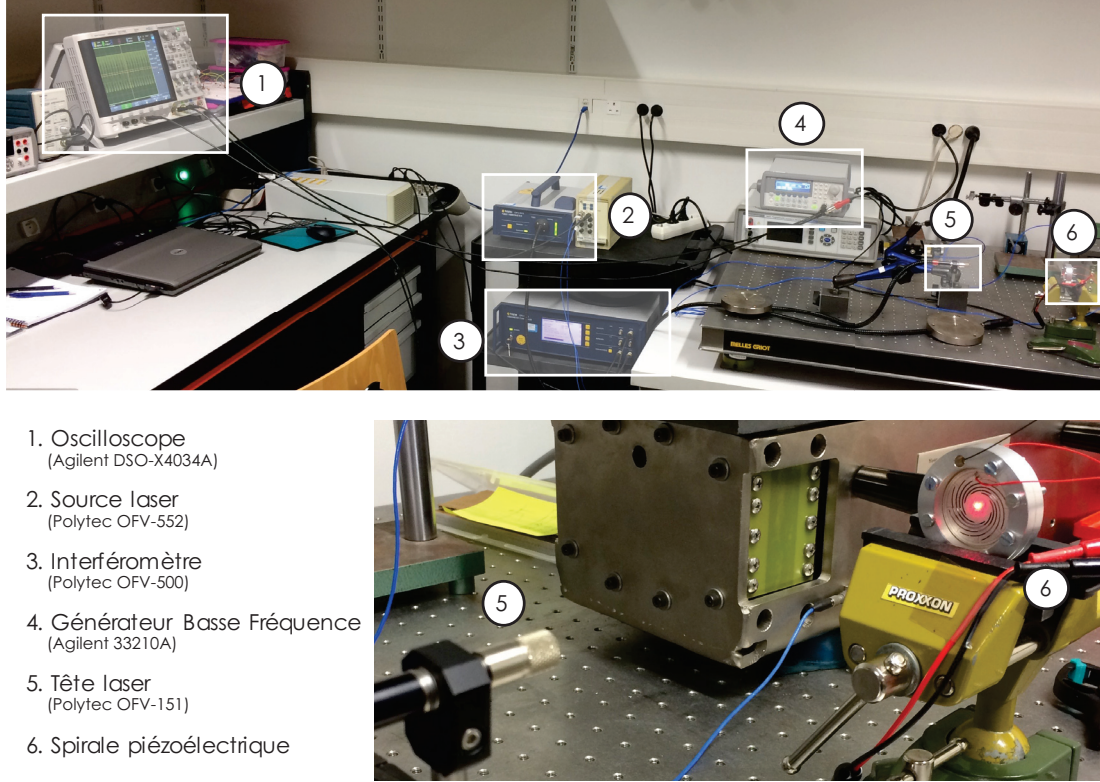 1
2
3
4
5
6
MELLES GRIOT
1. Oscilloscope
(Agilent DSO-X4034A)
2. Source laser
(Polytec OFV-552)
3. Interféromètre
(Polytec OFV-500)
4. Générateur Basse Fréquence
(Agilent 33210A)
5. Tête laser
(Polytec OFV-151)
6. Spirale piézoélectrique
5
6
PROXXON